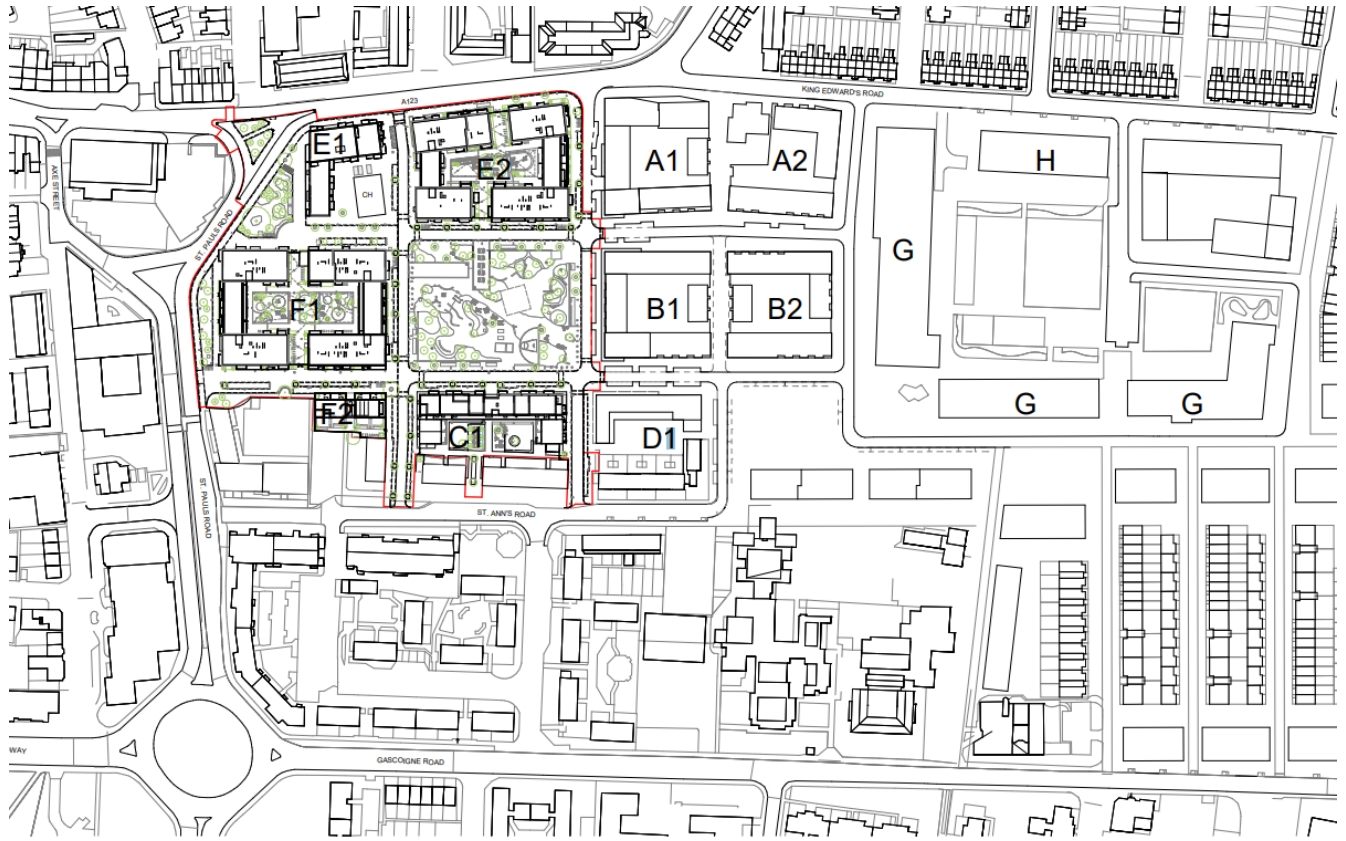 KING EDWARD'S ROAD
A123
E1
E2
A1
A2
H
AXE STREET
CH
ST. PAULS ROAD
G
F1
B1
B2
F2
C1
D1
G
G
ST. PAULS ROAD
ST. ANN'S ROAD
WAY
GASCOIGNE ROAD